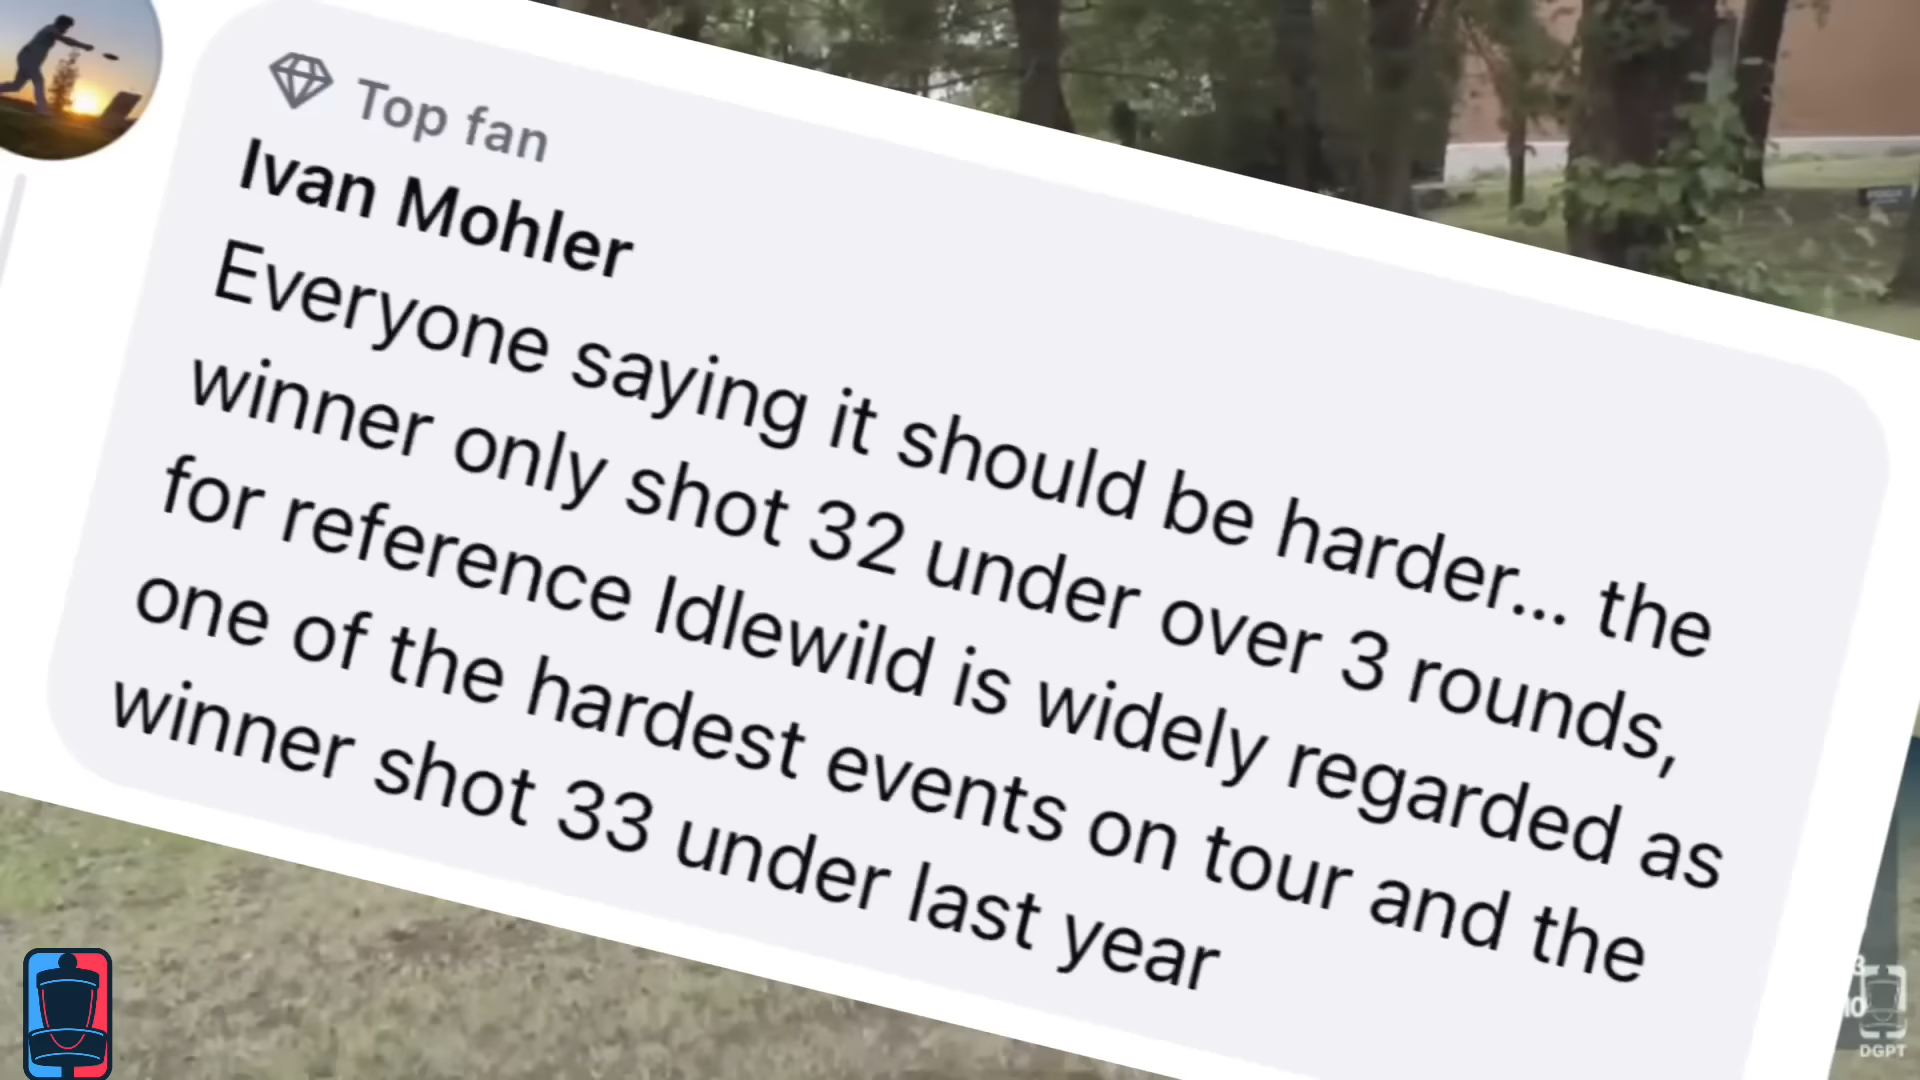 Top fan
Ivan Mohler
Everyone saying it should be harder... the
winner only shot 32 under over 3 rounds,
for reference Idlewild is widely regarded as
one of the hardest events on tour and the
winner shot 33 under last year
DGPT